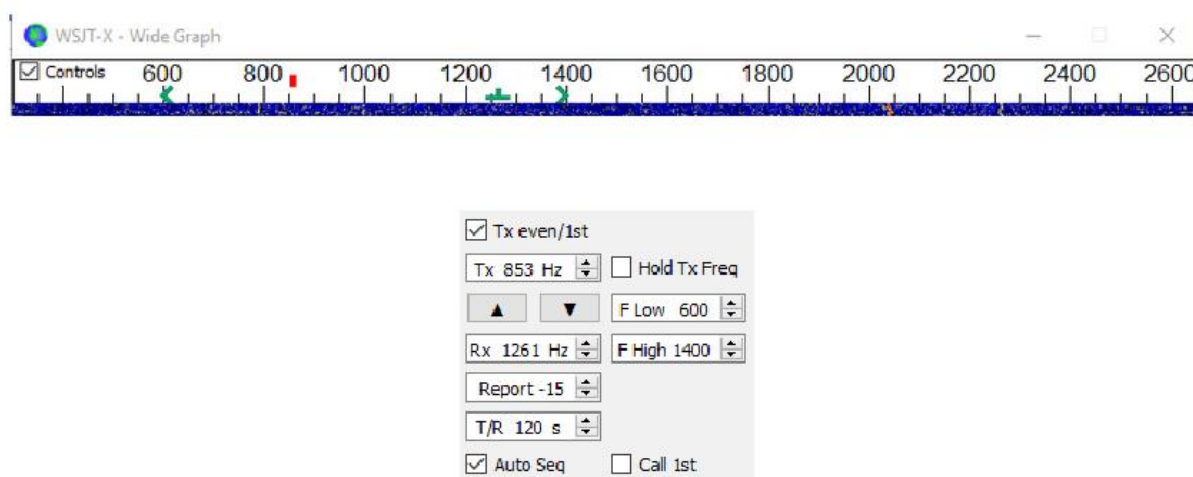 WSJT-X - Wide Graph
Controls 600 800 1000 1200 1400 1600 1800 2000 2200 2400 2600
Tx even/1st
Tx 853 Hz Hold Tx Freq
▲ ▼ F Low 600
Rx 1261 Hz F High 1400
Report -15
T/R 120 s
Auto Seq Call 1st